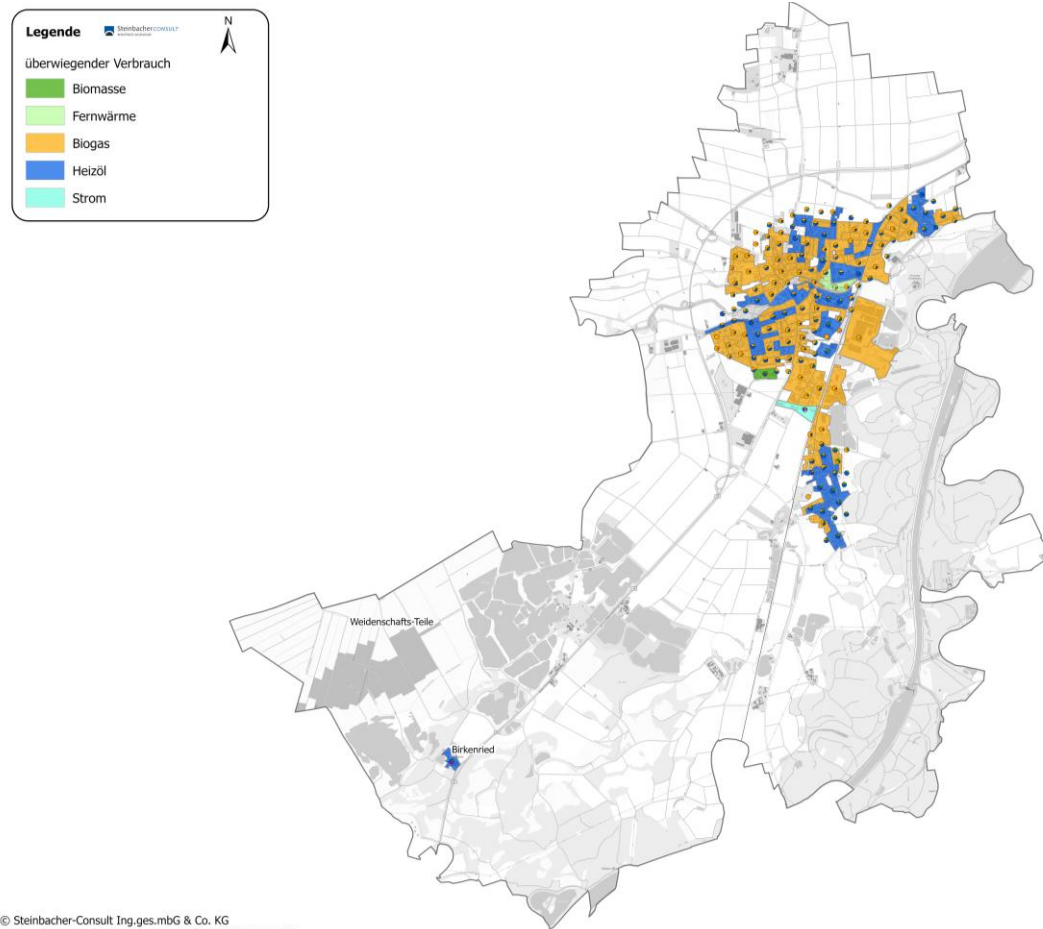 Legende
SteinbacherCONSULT
N
überwiegender Verbrauch
Biomasse
Fernwärme
Biogas
Heizöl
Strom
Weidenschafts-Teile
Birkenried
© Steinbacher-Consult Ing.ges.mbG & Co. KG